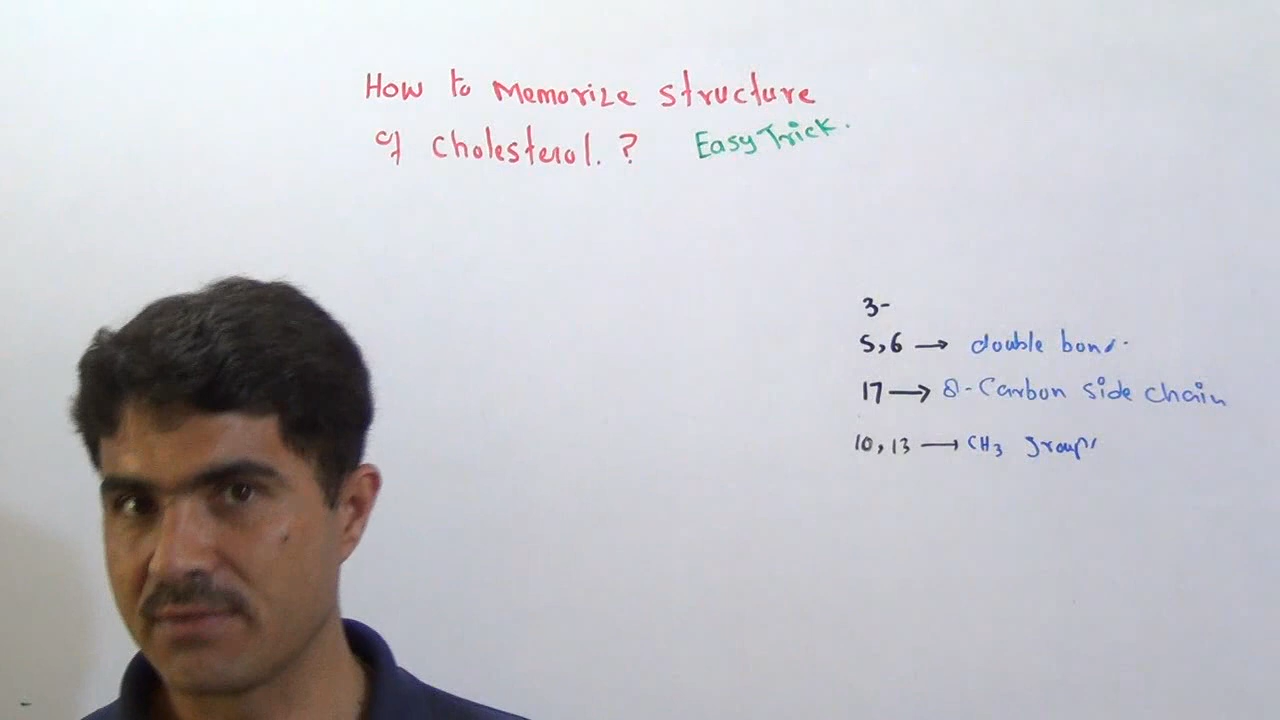 How to Memorize structure
of cholesterol. ? Easy Trick.
3-
5,6 → double bond
17 → 8-Carbon side chain
10, 13 → CH3 groups